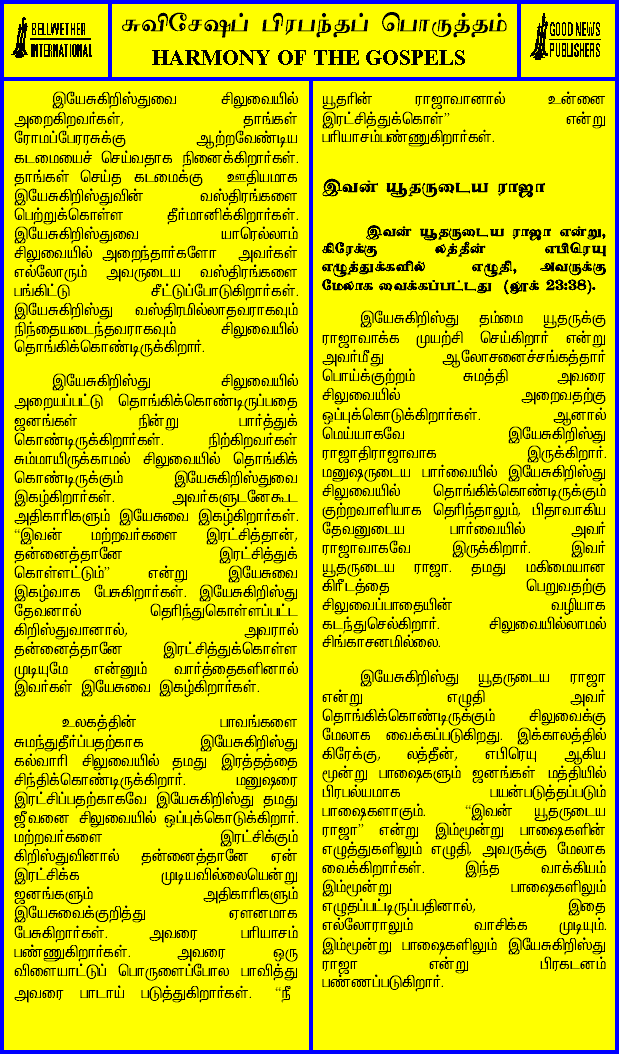 BELLWETHER
INTERNATIONAL
சுவிசேஷப் பிரபந்தப் பொருத்தம்
HARMONY OF THE GOSPELS
GOOD NEWS
PUBLISHERS
இயேசுகிறிஸ்துவை சிலுவையில்
அறைகிறவர்கள், தாங்கள்
ரோமப்பேரரசுக்கு ஆற்றவேண்டிய
கடமையைச் செய்வதாக நினைக்கிறார்கள்.
தாங்கள் செய்த கடமைக்கு ஊதியமாக
இயேசுகிறிஸ்துவின் வஸ்திரங்களை
பெற்றுக்கொள்ள தீர்மானிக்கிறார்கள்.
இயேசுகிறிஸ்துவை யாரெல்லாம்
சிலுவையில் அறைந்தார்களோ அவர்கள்
எல்லோரும் அவருடைய வஸ்திரங்களை
பங்கிட்டு சீட்டுப்போடுகிறார்கள்.
இயேசுகிறிஸ்து வஸ்திரமில்லாதவராகவும்
நிந்தையடைந்தவராகவும் சிலுவையில்
தொங்கிக்கொண்டிருக்கிறார்.
இயேசுகிறிஸ்து சிலுவையில்
அறையப்பட்டு தொங்கிக்கொண்டிருப்பதை
ஜனங்கள் நின்று பார்த்துக்
கொண்டிருக்கிறார்கள். நிற்கிறவர்கள்
சும்மாயிருக்காமல் சிலுவையில் தொங்கிக்
கொண்டிருக்கும் இயேசுகிறிஸ்துவை
இகழ்கிறார்கள். அவர்களுடனேகூட
அதிகாரிகளும் இயேசுவை இகழ்கிறார்கள்.
“இவன் மற்றவர்களை இரட்சித்தான்,
தன்னைத்தானே இரட்சித்துக்
கொள்ளட்டும்” என்று இயேசுவை
இகழ்வாக பேசுகிறார்கள். இயேசுகிறிஸ்து
தேவனால் தெரிந்துகொள்ளப்பட்ட
கிறிஸ்துவானால், அவரால்
தன்னைத்தானே இரட்சித்துக்கொள்ள
முடியுமே என்னும் வார்த்தைகளினால்
இவர்கள் இயேசுவை இகழ்கிறார்கள்.
உலகத்தின் பாவங்களை
சுமந்துதீர்ப்பதற்காக இயேசுகிறிஸ்து
கல்வாரி சிலுவையில் தமது இரத்தத்தை
சிந்திக்கொண்டிருக்கிறார். மனுஷரை
இரட்சிப்பதற்காகவே இயேசுகிறிஸ்து தமது
ஜீவனை சிலுவையில் ஒப்புக்கொடுக்கிறார்.
மற்றவர்களை இரட்சிக்கும்
கிறிஸ்துவினால் தன்னைத்தானே ஏன்
இரட்சிக்க முடியவில்லையென்று
ஜனங்களும் அதிகாரிகளும்
இயேசுவைக்குறித்து ஏளனமாக
பேசுகிறார்கள். அவரை பரியாசம்
பண்ணுகிறார்கள். அவரை ஒரு
விளையாட்டுப் பொருளைப்போல பாவித்து
அவரை பாடாய் படுத்துகிறார்கள். “நீ
யூதரின் ராஜாவானால் உன்னை
இரட்சித்துக்கொள்” என்று
பரியாசம்பண்ணுகிறார்கள்.
இவன் யூதருடைய ராஜா
இவன் யூதருடைய ராஜா என்று,
கிரேக்கு லத்தீன் எபிரெயு
எழுத்துக்களில் எழுதி, அவருக்கு
மேலாக வைக்கப்பட்டது (லூக் 23:38).
இயேசுகிறிஸ்து தம்மை யூதருக்கு
ராஜாவாக்க முயற்சி செய்கிறார் என்று
அவர்மீது ஆலோசனைச்சங்கத்தார்
பொய்க்குற்றம் சுமத்தி அவரை
சிலுவையில் அறைவதற்கு
ஒப்புக்கொடுக்கிறார்கள். ஆனால்
மெய்யாகவே இயேசுகிறிஸ்து
ராஜாதிராஜாவாக இருக்கிறார்.
மனுஷருடைய பார்வையில் இயேசுகிறிஸ்து
சிலுவையில் தொங்கிக்கொண்டிருக்கும்
குற்றவாளியாக தெரிந்தாலும், பிதாவாகிய
தேவனுடைய பார்வையில் அவர்
ராஜாவாகவே இருக்கிறார். இவர்
யூதருடைய ராஜா. தமது மகிமையான
கிரீடத்தை பெறுவதற்கு
சிலுவைப்பாதையின் வழியாக
கடந்துசெல்கிறார். சிலுவையில்லாமல்
சிங்காசனமில்லை.
இயேசுகிறிஸ்து யூதருடைய ராஜா
என்று எழுதி அவர்
தொங்கிக்கொண்டிருக்கும் சிலுவைக்கு
மேலாக வைக்கப்படுகிறது. இக்காலத்தில்
கிரேக்கு, லத்தீன், எபிரெயு ஆகிய
மூன்று பாஷைகளும் ஜனங்கள் மத்தியில்
பிரபல்யமாக பயன்படுத்தப்படும்
பாஷைகளாகும். “இவன் யூதருடைய
ராஜா” என்று இம்மூன்று பாஷைகளின்
எழுத்துகளிலும் எழுதி, அவருக்கு மேலாக
வைக்கிறார்கள். இந்த வாக்கியம்
இம்மூன்று பாஷைகளிலும்
எழுதப்பட்டிருப்பதினால், இதை
எல்லோராலும் வாசிக்க முடியும்.
இம்மூன்று பாஷைகளிலும் இயேசுகிறிஸ்து
ராஜா என்று பிரகடனம்
பண்ணப்படுகிறார்.